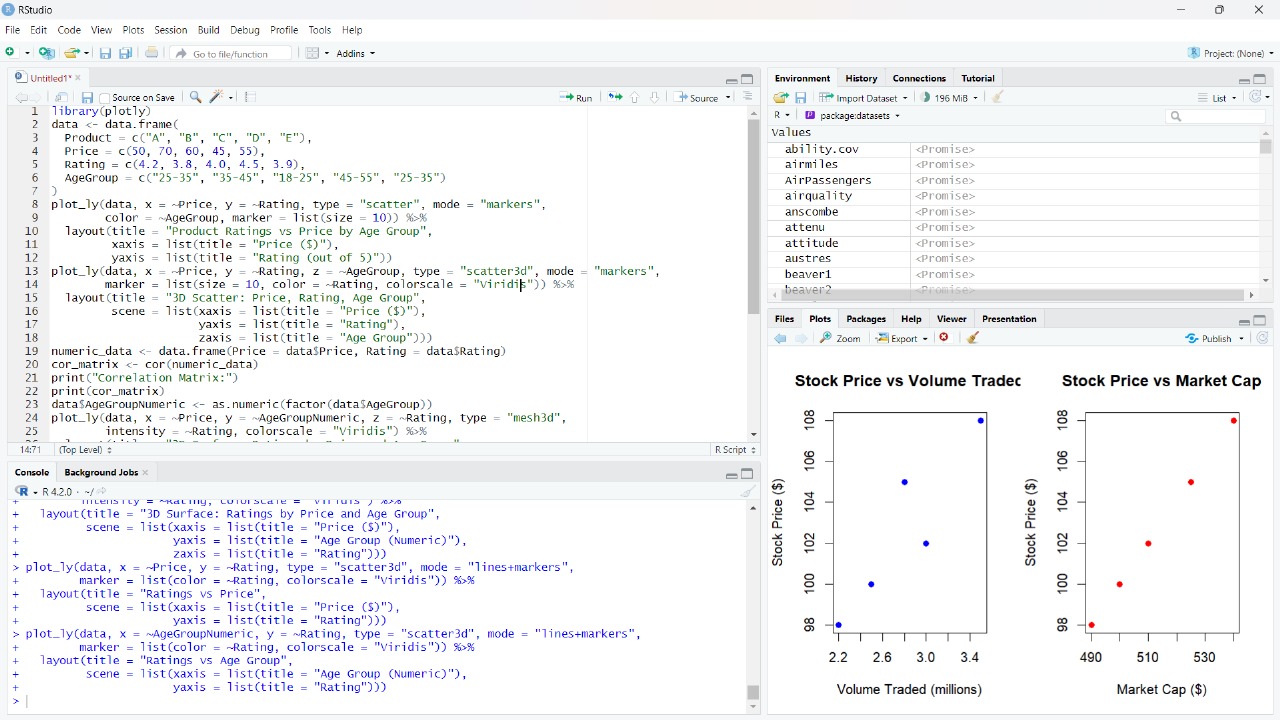 RStudio
File Edit Code View Plots Session Build Debug Profile Tools Help
Go to file/function Addins Project: (None)
Untitled1*
Source on Save Run Source
1 library(plotly)
2 data <- data.frame(
3 Product = c("A", "B", "C", "D", "E"),
4 Price = c(50, 70, 60, 45, 55),
5 Rating = c(4.2, 3.8, 4.0, 4.5, 3.9),
6 AgeGroup = c("25-35", "35-45", "18-25", "45-55", "25-35")
7 )
8 plot_ly(data, x = ~Price, y = ~Rating, type = "scatter", mode = "markers",
9 color = ~AgeGroup, marker = list(size = 10)) %>%
10 layout(title = "Product Ratings vs Price by Age Group",
11 xaxis = list(title = "Price ($)"),
12 yaxis = list(title = "Rating (out of 5)"))
13 plot_ly(data, x = ~Price, y = ~Rating, z = ~AgeGroup, type = "scatter3d", mode = "markers",
14 marker = list(size = 10, color = ~Rating, colorscale = "Viridis")) %>%
15 layout(title = "3D Scatter: Price, Rating, Age Group",
16 scene = list(xaxis = list(title = "Price ($)"),
17 yaxis = list(title = "Rating"),
18 zaxis = list(title = "Age Group")))
19 numeric_data <- data.frame(Price = data$Price, Rating = data$Rating)
20 cor_matrix <- cor(numeric_data)
21 print("Correlation Matrix:")
22 print(cor_matrix)
23 data$AgeGroupNumeric <- as.numeric(factor(data$AgeGroup))
24 plot_ly(data, x = ~Price, y = ~AgeGroupNumeric, z = ~Rating, type = "mesh3d",
25 intensity = ~Rating, colorscale = "Viridis") %>%
14:71 (Top Level) R Script
Console Background Jobs
R 4.2.0 · ~/
+ intensity = ~Rating, colorscale = "Viridis") %>%
+ layout(title = "3D Surface: Ratings by Price and Age Group",
+ scene = list(xaxis = list(title = "Price ($)"),
+ yaxis = list(title = "Age Group (Numeric)"),
+ zaxis = list(title = "Rating")))
> plot_ly(data, x = ~Price, y = ~Rating, type = "scatter3d", mode = "lines+markers",
+ marker = list(color = ~Rating, colorscale = "Viridis")) %>%
+ layout(title = "Ratings vs Price",
+ scene = list(xaxis = list(title = "Price ($)"),
+ yaxis = list(title = "Rating")))
> plot_ly(data, x = ~AgeGroupNumeric, y = ~Rating, type = "scatter3d", mode = "lines+markers",
+ marker = list(color = ~Rating, colorscale = "Viridis")) %>%
+ layout(title = "Ratings vs Age Group",
+ scene = list(xaxis = list(title = "Age Group (Numeric)"),
+ yaxis = list(title = "Rating")))
>
Environment History Connections Tutorial
Import Dataset 196 MiB List
R package:datasets
Values
ability.cov <Promise>
airmiles <Promise>
AirPassengers <Promise>
airquality <Promise>
anscombe <Promise>
attenu <Promise>
attitude <Promise>
austres <Promise>
beaver1 <Promise>
beaver2 <Promise>
Files Plots Packages Help Viewer Presentation
Zoom Export Publish
Stock Price vs Volume Traded
Stock Price ($)
108
106
104
102
100
98
2.2 2.6 3.0 3.4
Volume Traded (millions)
Stock Price vs Market Cap
Stock Price ($)
108
106
104
102
100
98
490 510 530
Market Cap ($)